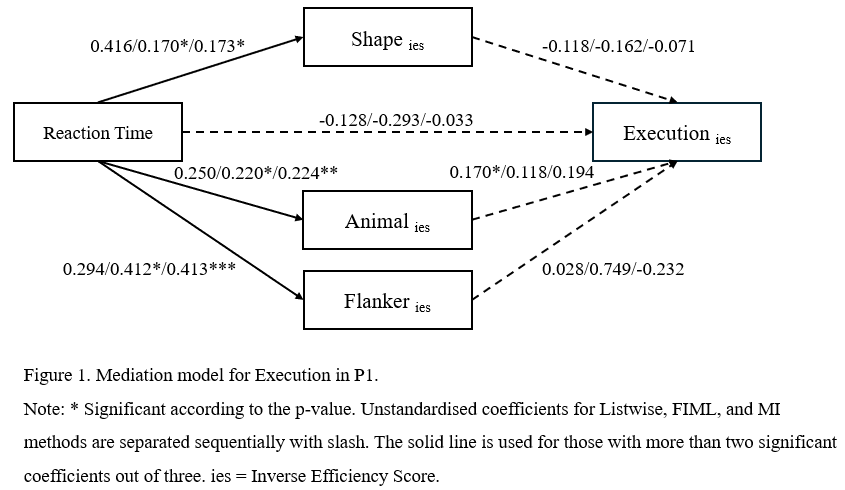 Shape ies
0.416/0.170*/0.173*
-0.118/-0.162/-0.071
Reaction Time
-0.128/-0.293/-0.033
Execution ies
0.250/0.220*/0.224**
0.170*/0.118/0.194
Animal ies
0.294/0.412*/0.413***
0.028/0.749/-0.232
Flanker ies
Figure 1. Mediation model for Execution in P1.
Note: * Significant according to the p-value. Unstandardised coefficients for Listwise, FIML, and MI
methods are separated sequentially with slash. The solid line is used for those with more than two significant
coefficients out of three. ies = Inverse Efficiency Score.